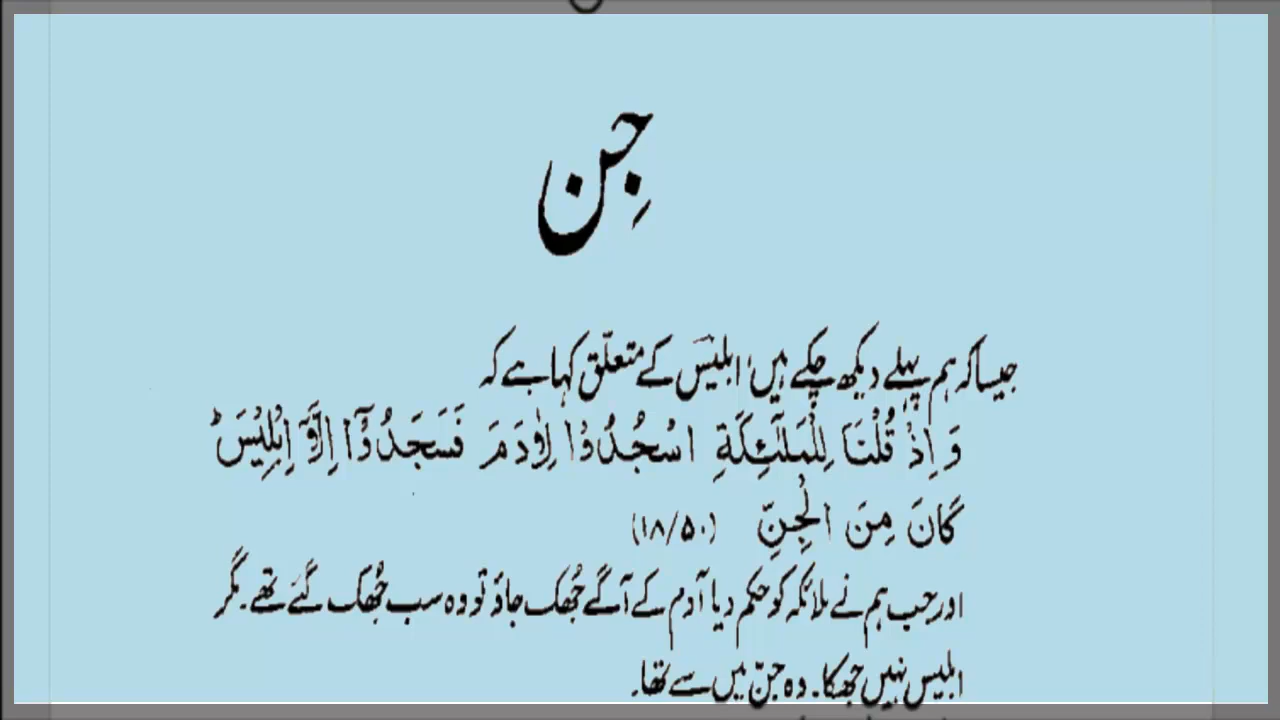 جِن
جیسا کہ ہم پہلے دیکھ چکے ہیں، ابلیس کے متعلّق کہا ہے کہ
وَ اِذْ قُلْنَا لِلْمَلٰٓئِكَةِ اسْجُدُوْا لِاٰدَمَ فَسَجَدُوْٓا اِلَّآ اِبْلِیْسَ ؕ
كَانَ مِنَ الْجِنِّ (۱۸/۵۰)
اور جب ہم نے ملائکہ کو حکم دیا آدم کے آگے جُھک جاؤ تو وہ سب جُھک گئے تھے۔ مگر
ابلیس نہیں جھکا۔ وہ جنّ میں سے تھا۔